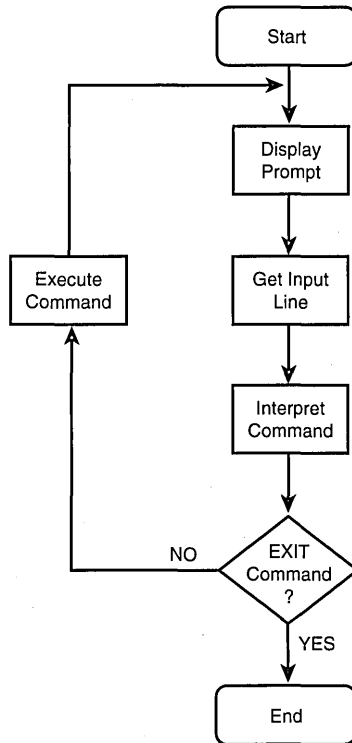 Start
Display
Prompt
Get Input
Line
Execute
Command
Interpret
Command
EXIT
Command
?
NO
YES
End